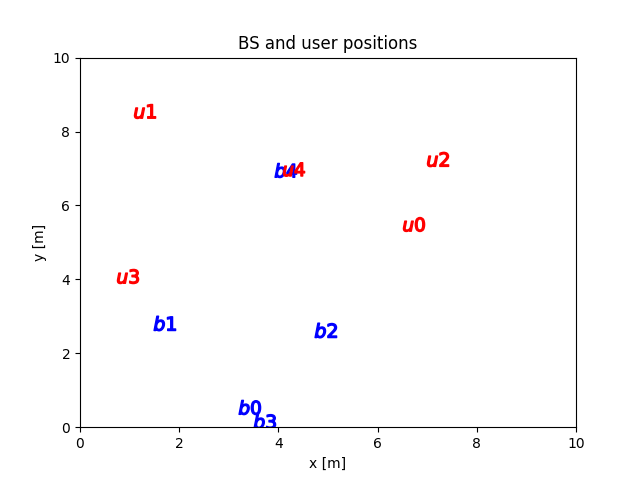 BS and user positions
10
u1
8
b4
u4
u2
6
u0
y [m]
4
u3
b1
b2
2
b0
b3
0
0 2 4 6 8 10
x [m]